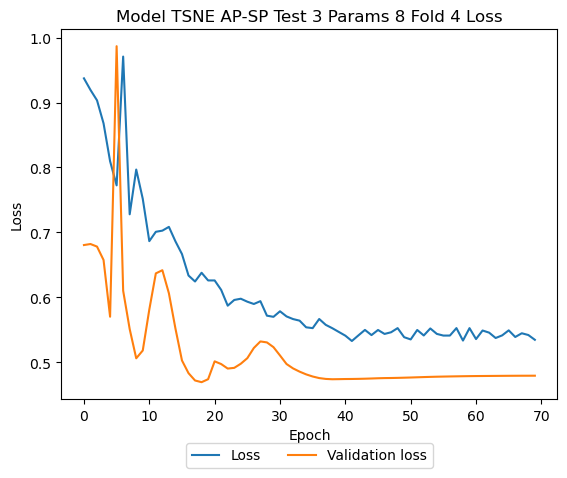 Model TSNE AP-SP Test 3 Params 8 Fold 4 Loss
1.0
0.9
0.8
0.7
0.6
0.5
Loss
0 10 20 30 40 50 60 70
Epoch
Loss Validation loss